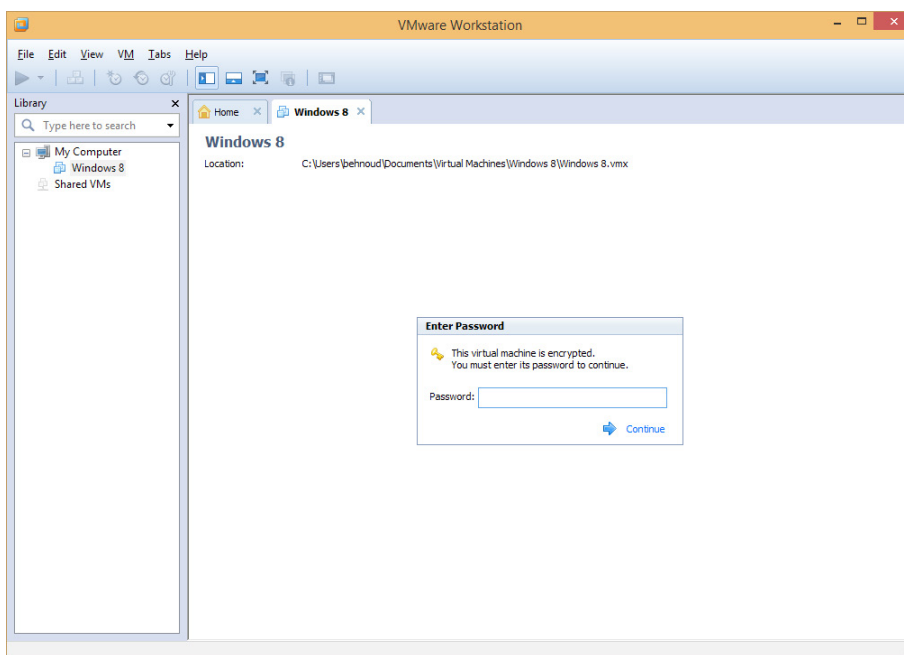 VMware Workstation
File Edit View VM Tabs Help
Library
Type here to search
My Computer
Windows 8
Shared VMs
Home
Windows 8
Windows 8
Location: C:\Users\behnoud\Documents\Virtual Machines\Windows 8\Windows 8.vmx
Enter Password
This virtual machine is encrypted.
You must enter its password to continue.
Password:
Continue